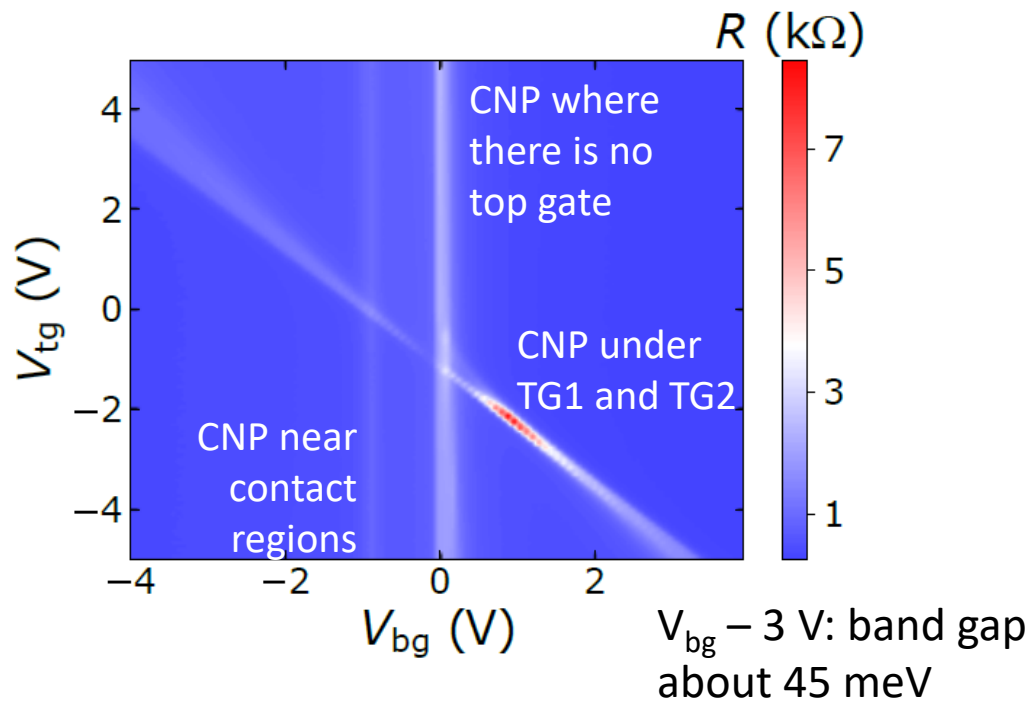 R (kΩ)
CNP where
there is no
top gate
CNP under
TG1 and TG2
CNP near
contact
regions
4
2
0
−2
−4
Vtg (V)
−4
−2
0
2
Vbg (V)
7
5
3
1
Vbg – 3 V: band gap
about 45 meV